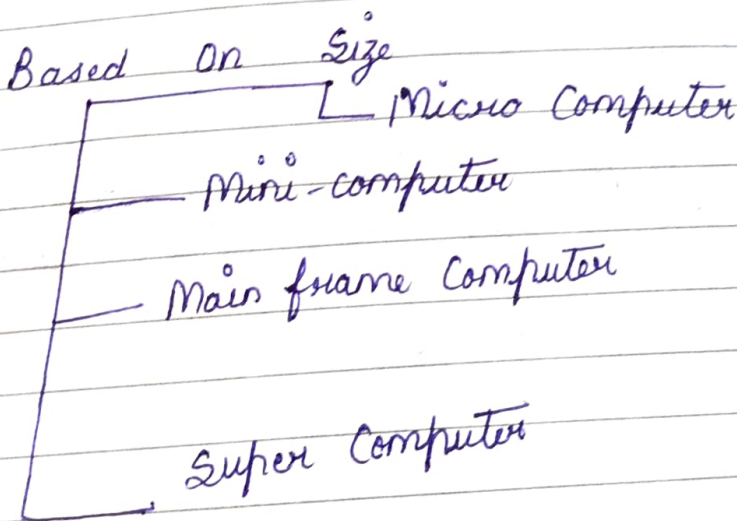 Based On Size
Micro Computer
Mini-computer
Main frame Computer
Super Computer